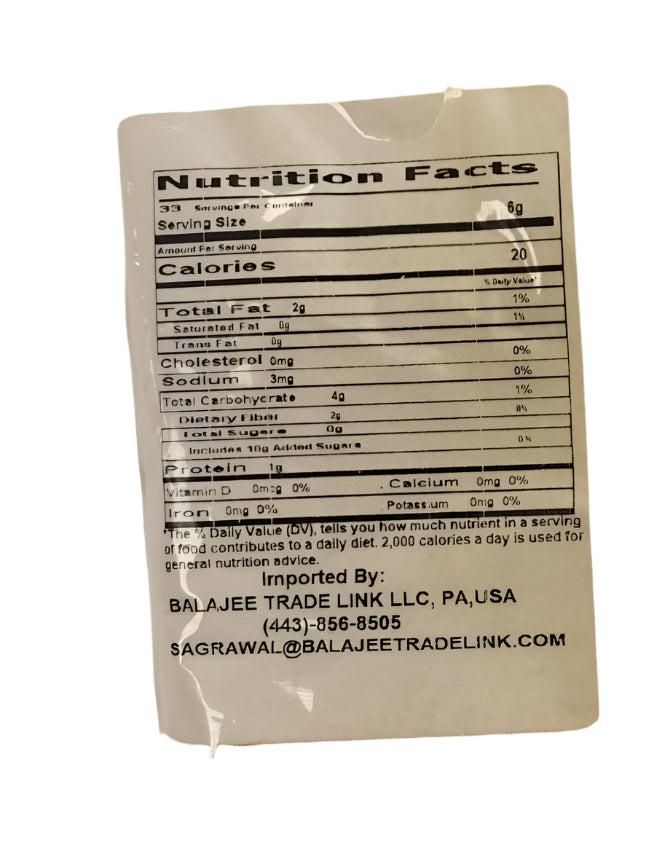 Nutrition Facts
33 Servings Per Container
Serving Size 6g
Amount Per Serving
Calories 20
% Daily Value*
Total Fat 2g 1%
Saturated Fat 0g 1%
Trans Fat 0g
Cholesterol 0mg 0%
Sodium 3mg 0%
Total Carbohycrate 4g 1%
Dietary Fiber 2g 8%
Total Sugars 0g
Includes 10g Added Sugars 0%
Protein 1g
Vitamin D 0mcg 0% . Calcium 0mg 0%
Iron 0mg 0% . Potassium 0mg 0%
*The % Daily Value (DV), tells you how much nutrient in a serving
of food contributes to a daily diet. 2,000 calories a day is used for
general nutrition advice.
Imported By:
BALAJEE TRADE LINK LLC, PA,USA
(443)-856-8505
SAGRAWAL@BALAJEETRADELINK.COM